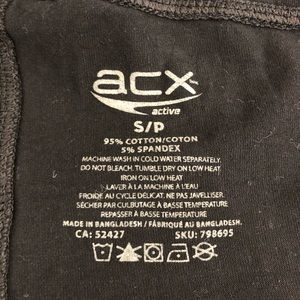 acx
active
S/P
95% COTTON/COTON
5% SPANDEX
MACHINE WASH IN COLD WATER SEPARATELY.
DO NOT BLEACH. TUMBLE DRY ON LOW HEAT
IRON ON LOW HEAT
LAVER À LA MACHINE À L'EAU
FROIDE AU CYCLE DELICAT. NE PAS JAVELLISER.
SÉCHER PAR CULBUTAGE À BASSE TEMPÉRATURE
REPASSER À BASSE TEMPÉRATURE
MADE IN BANGLADESH / FABRIQUÉ AU BANGLADESH.
CA: 52427 SKU: 798695